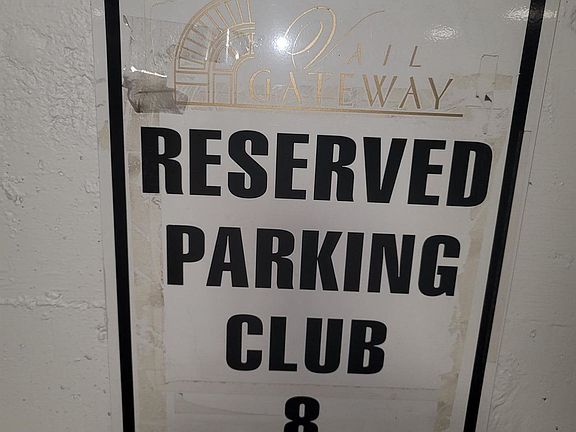 Vail
GATEWAY
RESERVED
PARKING
CLUB
8